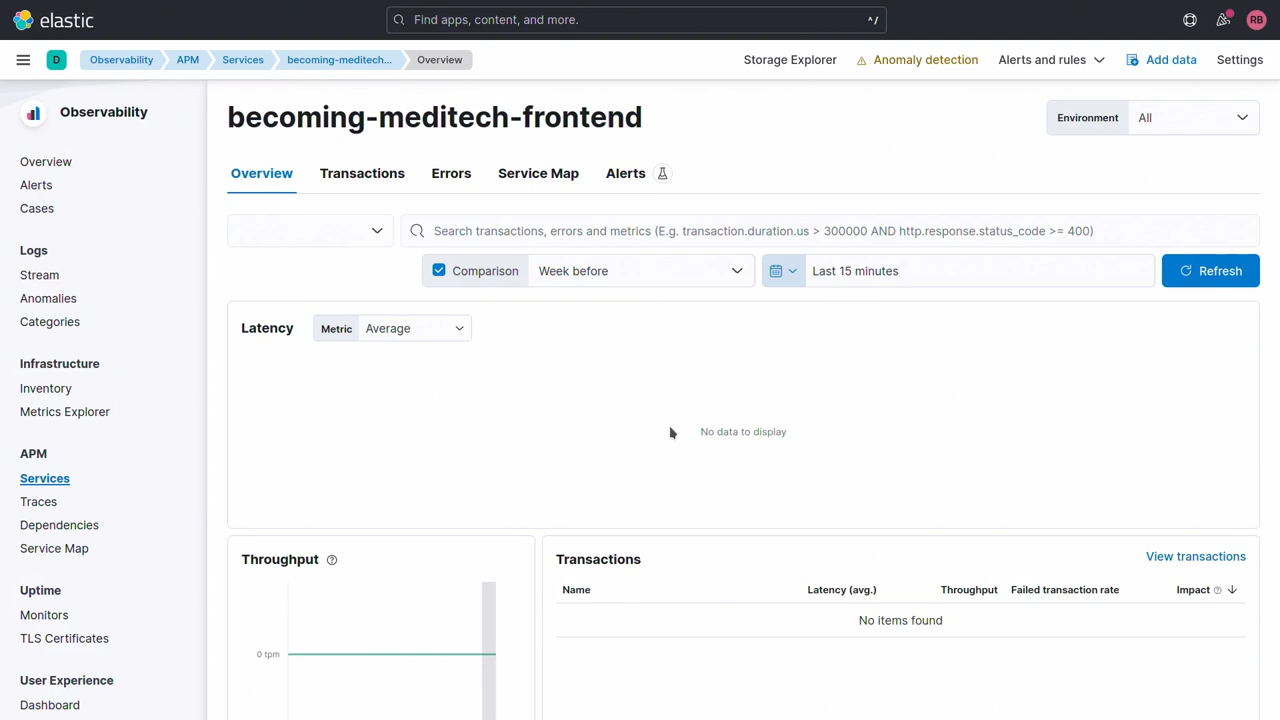 elastic
Find apps, content, and more.
^/
RB
D
Observability
APM
Services
becoming-meditech...
Overview
Storage Explorer
Anomaly detection
Alerts and rules
Add data
Settings
Observability
Overview
Alerts
Cases
Logs
Stream
Anomalies
Categories
Infrastructure
Inventory
Metrics Explorer
APM
Services
Traces
Dependencies
Service Map
Uptime
Monitors
TLS Certificates
User Experience
Dashboard
becoming-meditech-frontend
Environment All
Overview
Transactions
Errors
Service Map
Alerts
Search transactions, errors and metrics (E.g. transaction.duration.us > 300000 AND http.response.status_code >= 400)
Comparison
Week before
Last 15 minutes
Refresh
Latency
Metric Average
No data to display
Throughput
0 tpm
Transactions
View transactions
Name Latency (avg.) Throughput Failed transaction rate Impact
No items found